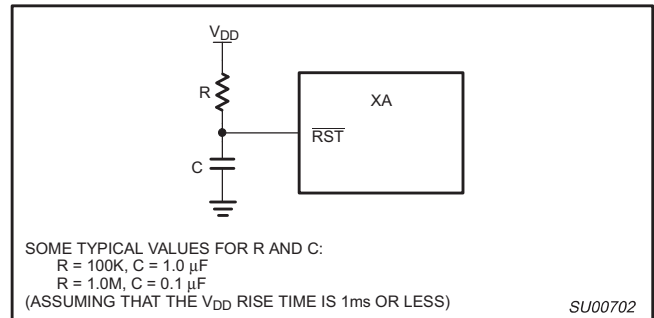 VDD
R
XA
RST
C
SOME TYPICAL VALUES FOR R AND C:
R = 100K, C = 1.0 µF
R = 1.0M, C = 0.1 µF
(ASSUMING THAT THE VDD RISE TIME IS 1ms OR LESS)
SU00702